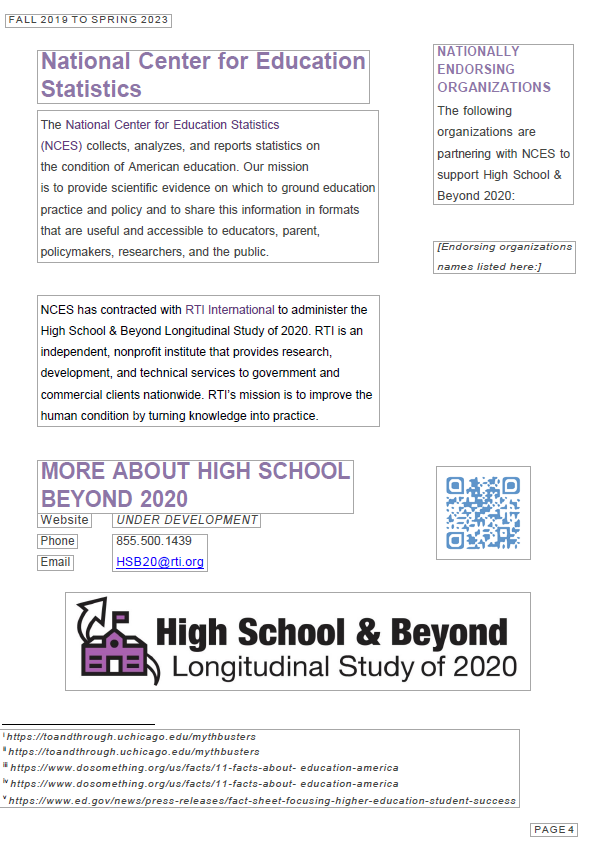 FALL 2019 TO SPRING 2023
National Center for Education
Statistics
The National Center for Education Statistics
(NCES) collects, analyzes, and reports statistics on
the condition of American education. Our mission
is to provide scientific evidence on which to ground education
practice and policy and to share this information in formats
that are useful and accessible to educators, parent,
policymakers, researchers, and the public.
NCES has contracted with RTI International to administer the
High School & Beyond Longitudinal Study of 2020. RTI is an
independent, nonprofit institute that provides research,
development, and technical services to government and
commercial clients nationwide. RTI's mission is to improve the
human condition by turning knowledge into practice.
NATIONALLY
ENDORSING
ORGANIZATIONS
The following
organizations are
partnering with NCES to
support High School &
Beyond 2020:
[Endorsing organizations
names listed here:]
MORE ABOUT HIGH SCHOOL
BEYOND 2020
Website UNDER DEVELOPMENT
Phone 855.500.1439
Email HSB20@rti.org
High School & Beyond
Longitudinal Study of 2020
i https://toandthrough.uchicago.edu/mythbusters
ii https://toandthrough.uchicago.edu/mythbusters
iii https://www.dosomething.org/us/facts/11-facts-about- education-america
iv https://www.dosomething.org/us/facts/11-facts-about- education-america
v https://www.ed.gov/news/press-releases/fact-sheet-focusing-higher-education-student-success
PAGE 4